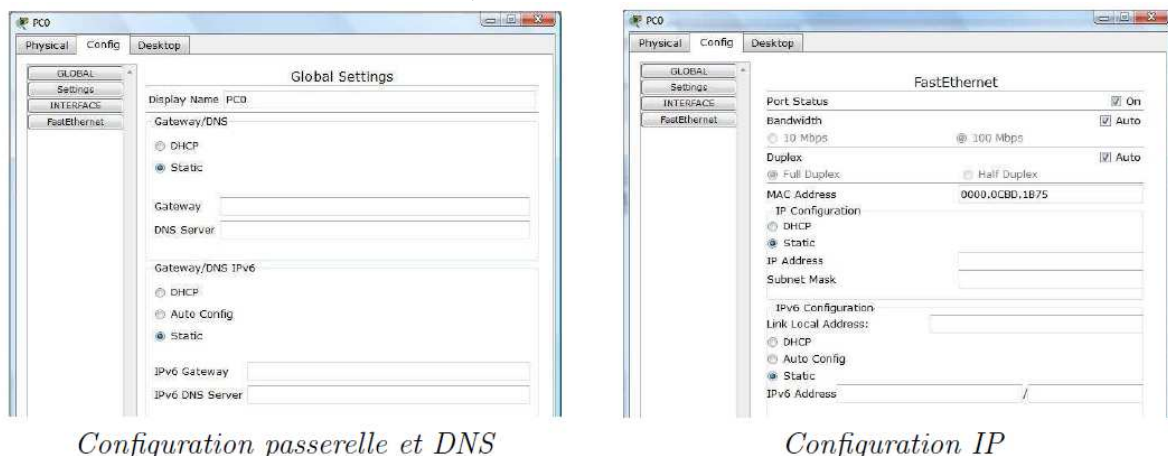 PC0
Physical Config Desktop
GLOBAL
Settings
INTERFACE
FastEthernet
Global Settings
Display Name PC0
Gateway/DNS
DHCP
Static
Gateway
DNS Server
Gateway/DNS IPv6
DHCP
Auto Config
Static
IPv6 Gateway
IPv6 DNS Server
Configuration passerelle et DNS
PC0
Physical Config Desktop
GLOBAL
Settings
INTERFACE
FastEthernet
FastEthernet
Port Status On
Bandwidth Auto
10 Mbps 100 Mbps
Duplex Auto
Full Duplex Half Duplex
MAC Address 0000.0CBD.1B75
IP Configuration
DHCP
Static
IP Address
Subnet Mask
IPv6 Configuration
Link Local Address:
DHCP
Auto Config
Static
IPv6 Address /
Configuration IP